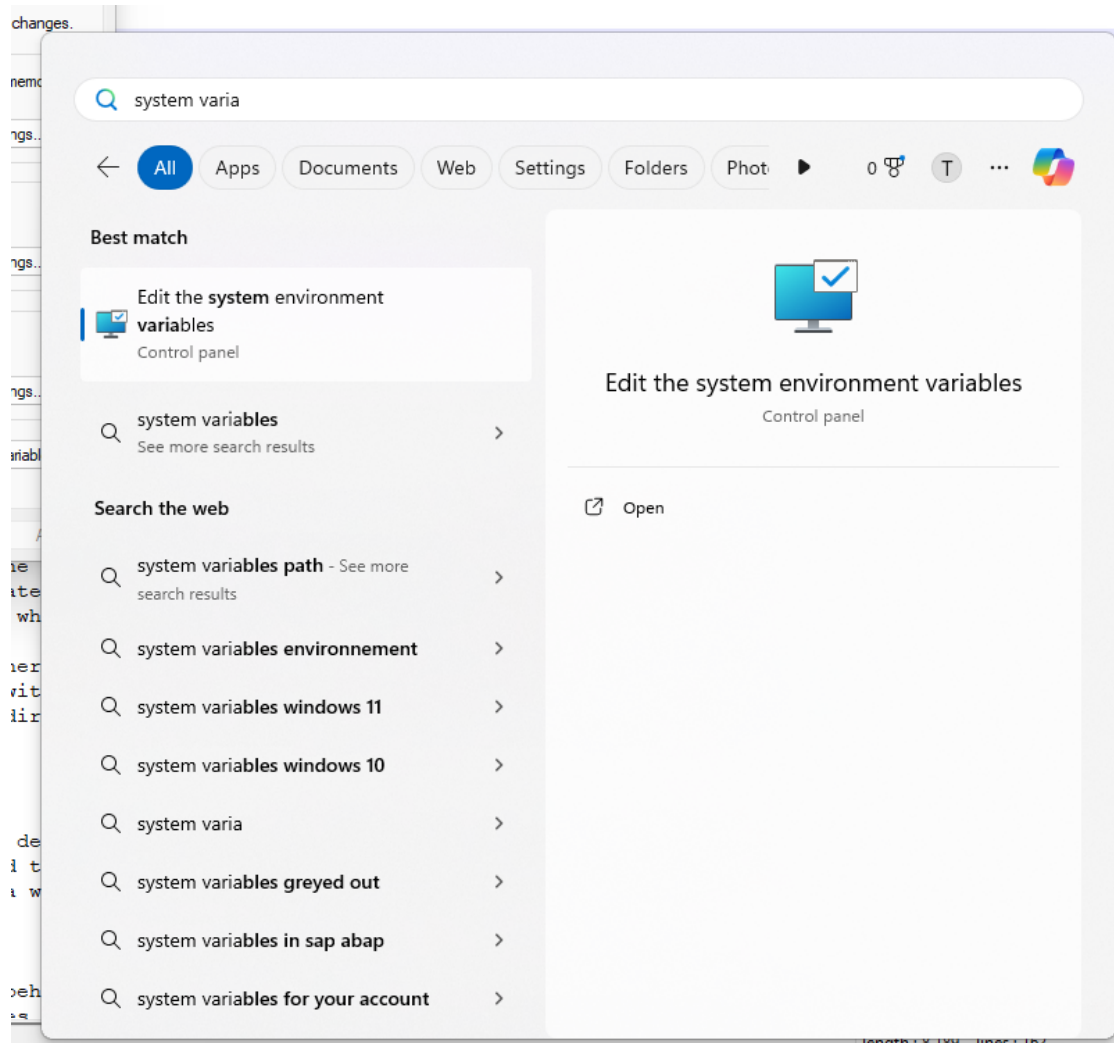 changes.
system varia
All
Apps
Documents
Web
Settings
Folders
0
T
...
Best match
Edit the system environment
variables
Control panel
system variables
See more search results
Search the web
system variables path - See more
search results
system variables environnement
system variables windows 11
system variables windows 10
system varia
system variables greyed out
system variables in sap abap
system variables for your account
Edit the system environment variables
Control panel
Open